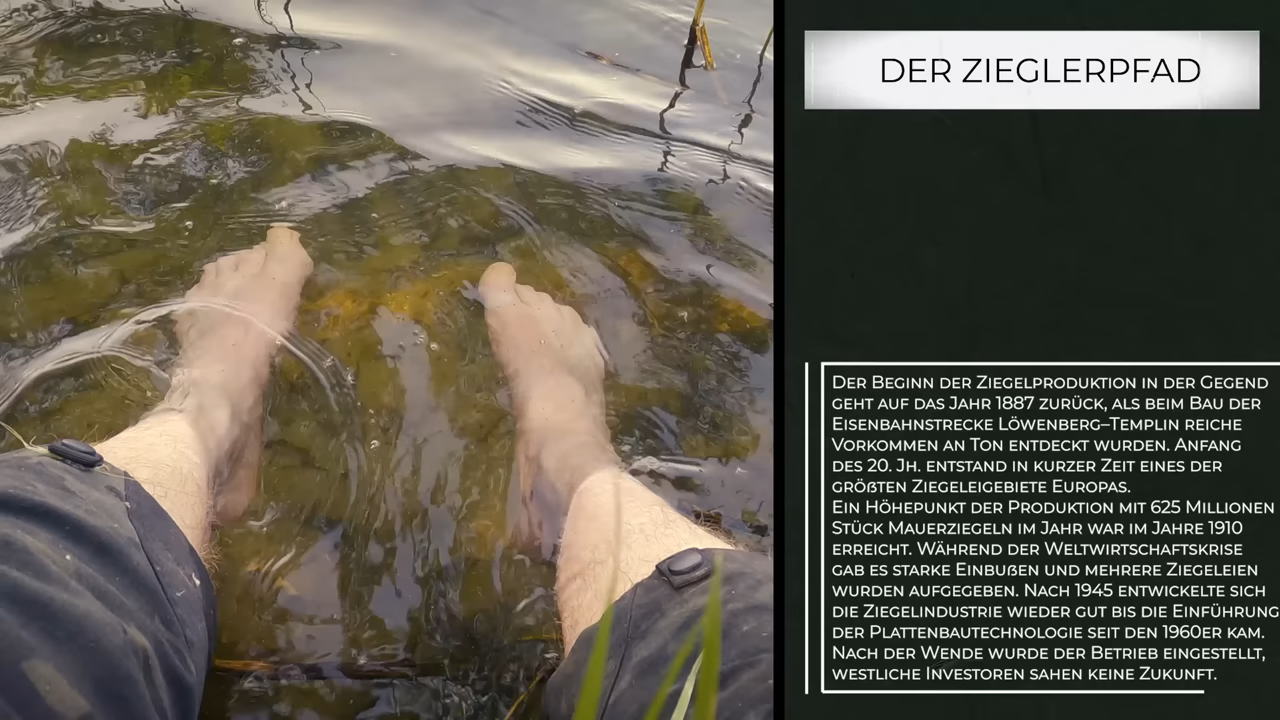 DER ZIEGLERPFAD
Der Beginn der Ziegelproduktion in der Gegend
geht auf das Jahr 1887 zurück, als beim Bau der
Eisenbahnstrecke Löwenberg–Templin reiche
Vorkommen an Ton entdeckt wurden. Anfang
des 20. Jh. entstand in kurzer Zeit eines der
größten Ziegeleigebiete Europas.
Ein Höhepunkt der Produktion mit 625 Millionen
Stück Mauerziegeln im Jahr war im Jahre 1910
erreicht. Während der Weltwirtschaftskrise
gab es starke Einbußen und mehrere Ziegeleien
wurden aufgegeben. Nach 1945 entwickelte sich
die Ziegelindustrie wieder gut bis die Einführung
der Plattenbautechnologie seit den 1960er kam.
Nach der Wende wurde der Betrieb eingestellt,
westliche Investoren sahen keine Zukunft.